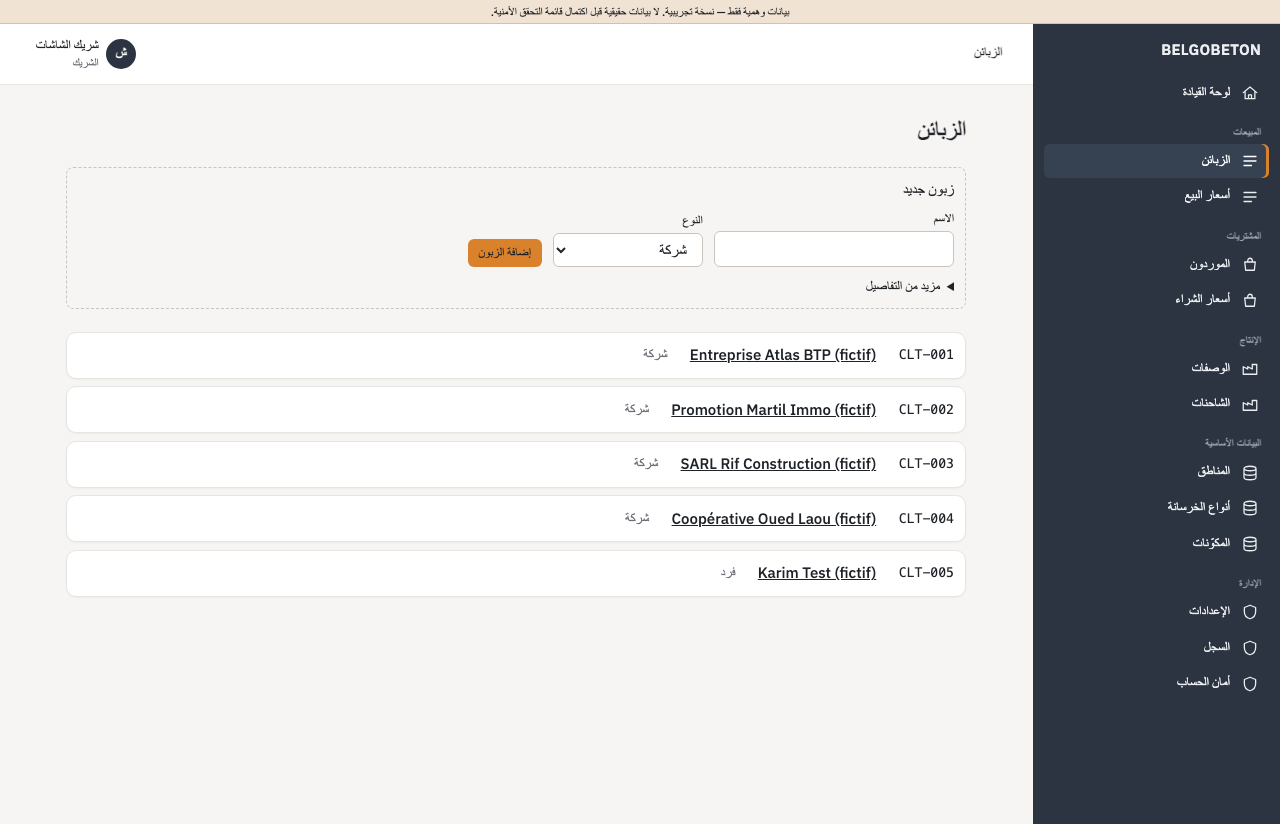 بيانات وهمية فقط — نسخة تجريبية. لا بيانات حقيقية قبل اكتمال قائمة التحقق الأمنية.
BELGOBETON
لوحة القيادة
المبيعات
الزبائن
أسعار البيع
المشتريات
الموردون
أسعار الشراء
الإنتاج
الوصفات
الشاحنات
البيانات الأساسية
المناطق
أنواع الخرسانة
المكوّنات
الإدارة
الإعدادات
السجل
أمان الحساب
الزبائن
ش
شريك الشاشات
الشريك
الزبائن
زبون جديد
الاسم
النوع
شركة
إضافة الزبون
مزيد من التفاصيل
CLT-001 Entreprise Atlas BTP (fictif) شركة
CLT-002 Promotion Martil Immo (fictif) شركة
CLT-003 SARL Rif Construction (fictif) شركة
CLT-004 Coopérative Oued Laou (fictif) شركة
CLT-005 Karim Test (fictif) فرد